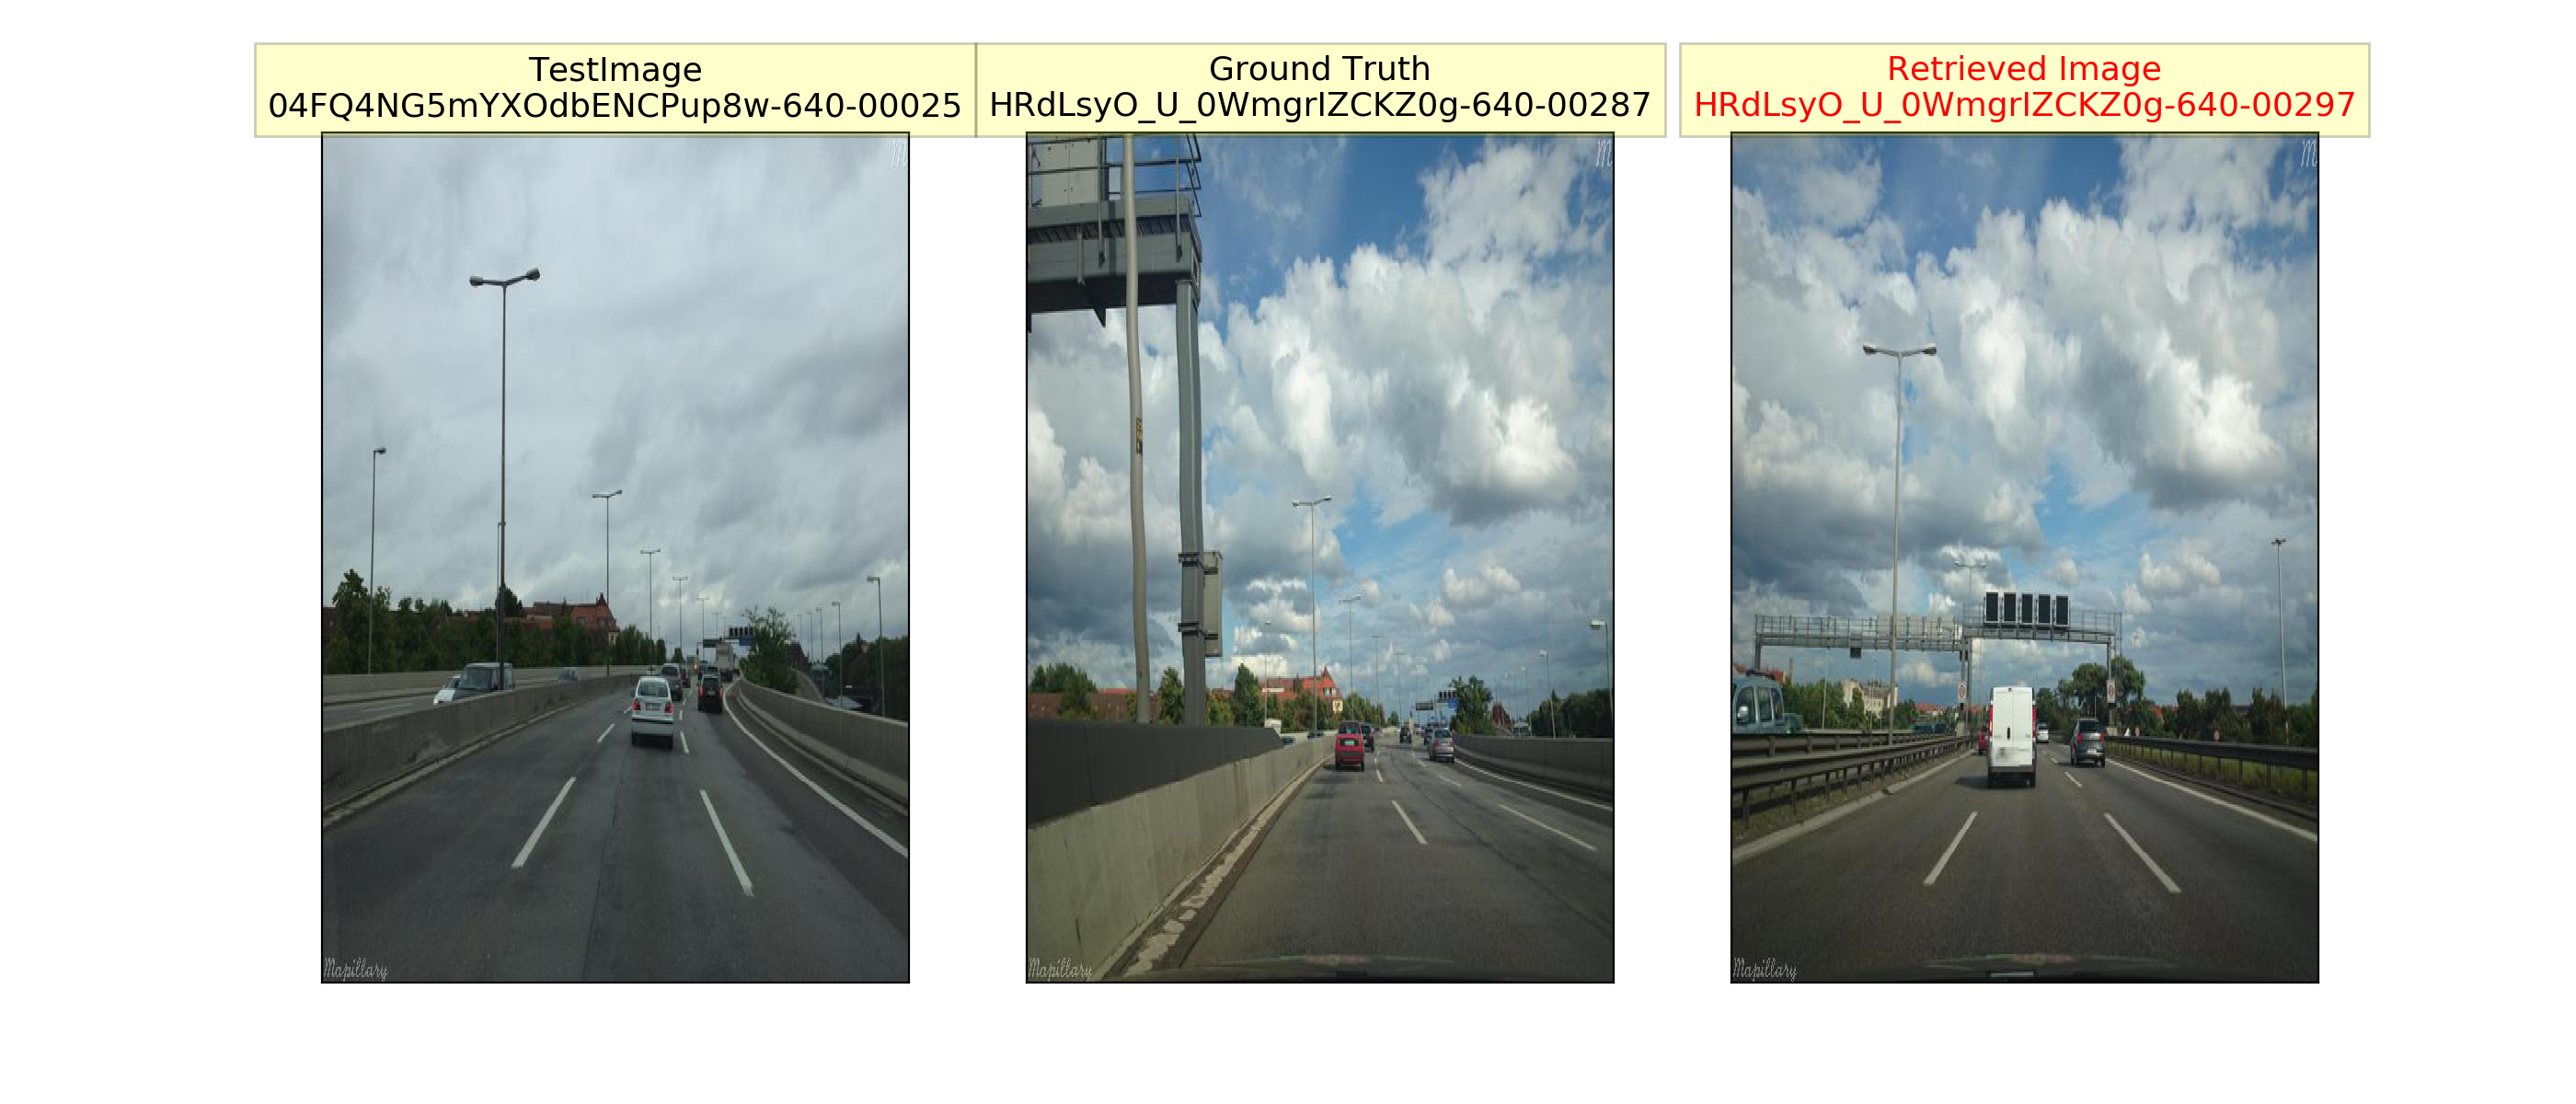 TestImage
04FQ4NG5mYXOdbENCPup8w-640-00025
Ground Truth
HRdLsyO_U_0WmgrIZCKZ0g-640-00287
Retrieved Image
HRdLsyO_U_0WmgrIZCKZ0g-640-00297
M
M
M
Mapillary
Mapillary
Mapillary